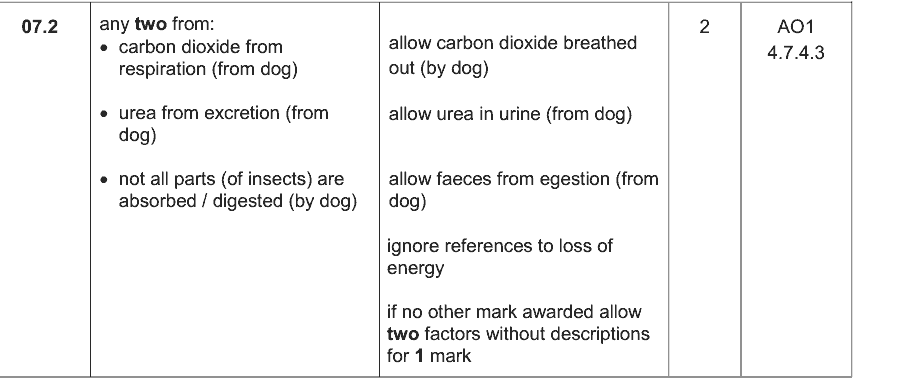 07.2
any two from:
• carbon dioxide from
respiration (from dog)
allow carbon dioxide breathed
out (by dog)
2
AO1
4.7.4.3
• urea from excretion (from
dog)
allow urea in urine (from dog)
• not all parts (of insects) are
absorbed / digested (by dog)
allow faeces from egestion (from
dog)
ignore references to loss of
energy
if no other mark awarded allow
two factors without descriptions
for 1 mark